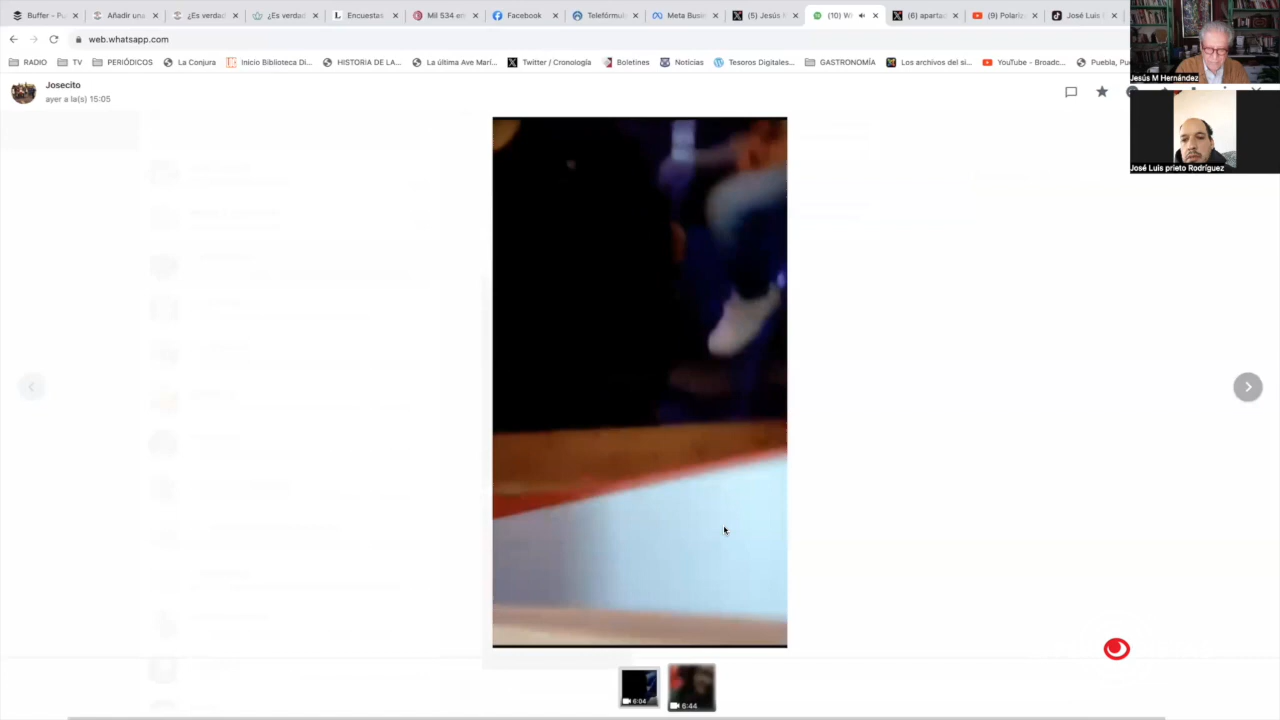 Buffer - Pu
Añadir una
¿Es verdad
¿Es verdad
Encuestas
Mil 534 em
Facebook
Telefórmul
Meta Busin
(5) Jesús M
(10) W
(6) aparta
(9) Polariz
José Luis
web.whatsapp.com
RADIO
TV
PERIÓDICOS
La Conjura
Inicio Biblioteca Di...
HISTORIA DE LA...
La última Ave Marí...
Twitter / Cronología
Boletines
Noticias
Tesoros Digitales...
GASTRONOMÍA
Los archivos del si...
YouTube - Broadc...
Puebla, Pue
Josecito
ayer a la(s) 15:05
Jesús M Hernández
José Luis prieto Rodríguez
6:04
6:44